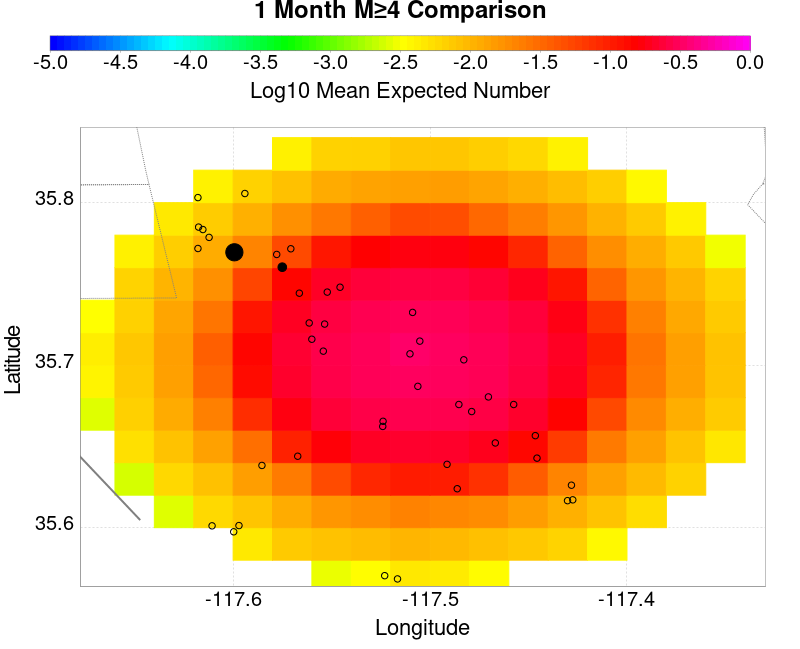 1 Month M≥4 Comparison
-5.0 -4.5 -4.0 -3.5 -3.0 -2.5 -2.0 -1.5 -1.0 -0.5 0.0
Log10 Mean Expected Number
35.8
35.7
35.6
Latitude
-117.6 -117.5 -117.4
Longitude